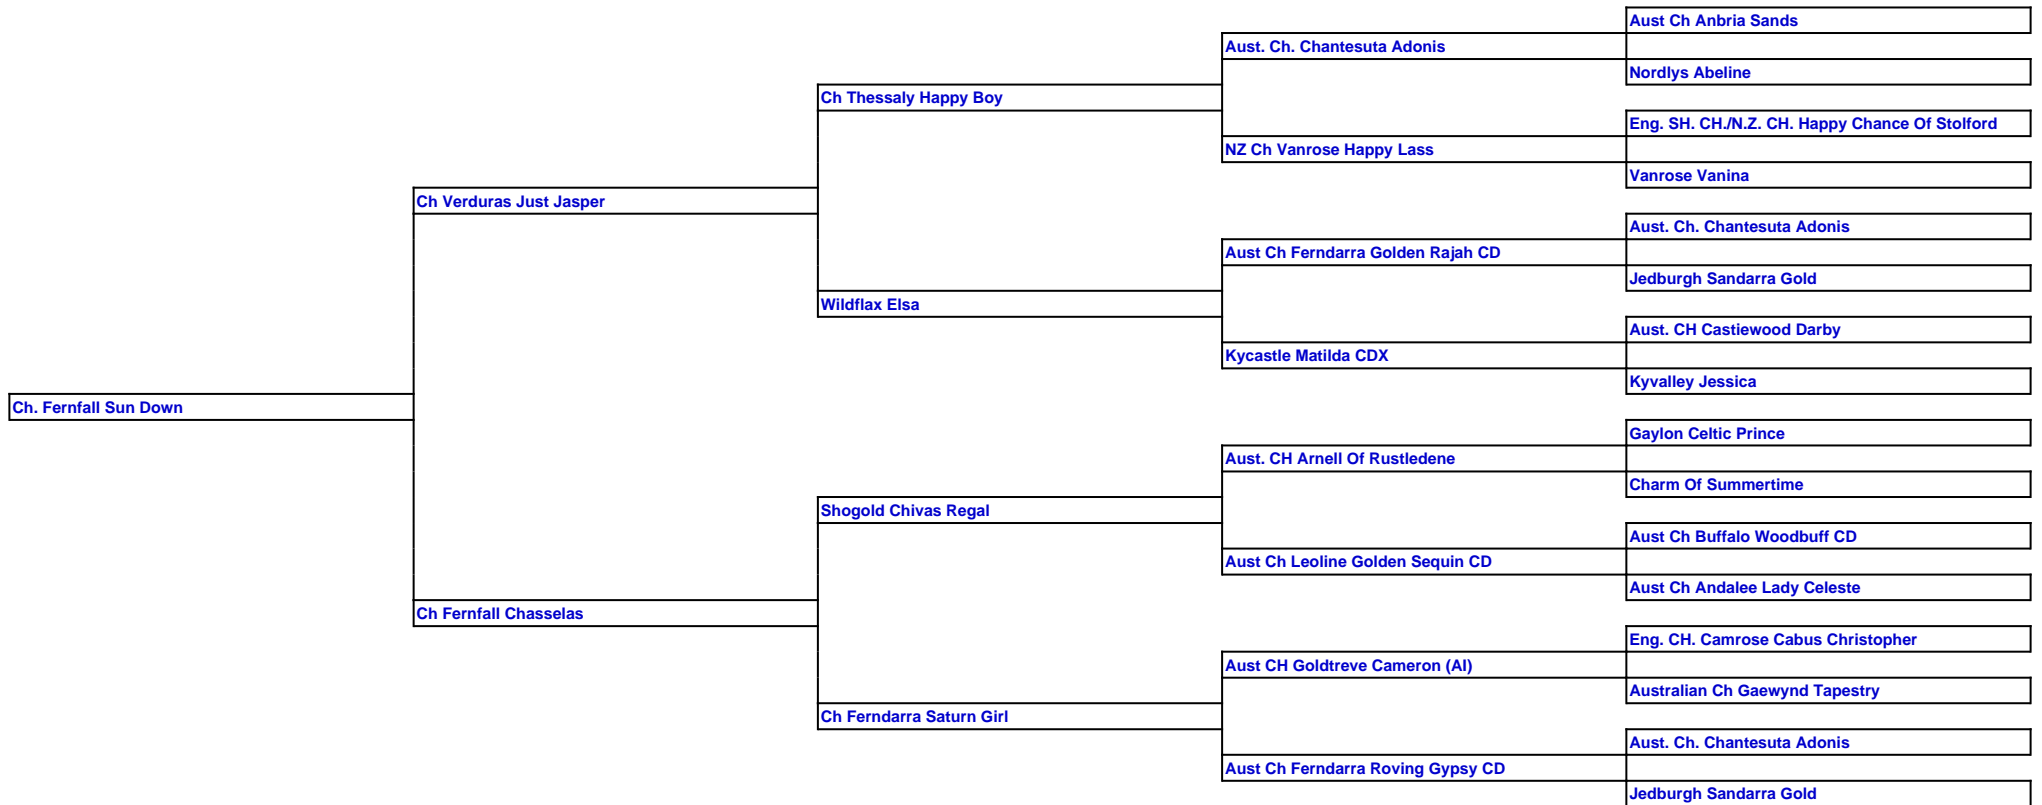 Aust Ch Anbria Sands
Aust. Ch. Chantesuta Adonis
Nordlys Abeline
Ch Thessaly Happy Boy
Eng. SH. CH./N.Z. CH. Happy Chance Of Stolford
NZ Ch Vanrose Happy Lass
Vanrose Vanina
Ch Verduras Just Jasper
Aust. Ch. Chantesuta Adonis
Aust Ch Ferndarra Golden Rajah CD
Jedburgh Sandarra Gold
Wildflax Elsa
Aust. CH Castiewood Darby
Kycastle Matilda CDX
Kyvalley Jessica
Ch. Fernfall Sun Down
Gaylon Celtic Prince
Aust. CH Arnell Of Rustledene
Charm Of Summertime
Shogold Chivas Regal
Aust Ch Buffalo Woodbuff CD
Aust Ch Leoline Golden Sequin CD
Aust Ch Andalee Lady Celeste
Ch Fernfall Chasselas
Eng. CH. Camrose Cabus Christopher
Aust CH Goldtreve Cameron (AI)
Australian Ch Gaewynd Tapestry
Ch Ferndarra Saturn Girl
Aust. Ch. Chantesuta Adonis
Aust Ch Ferndarra Roving Gypsy CD
Jedburgh Sandarra Gold